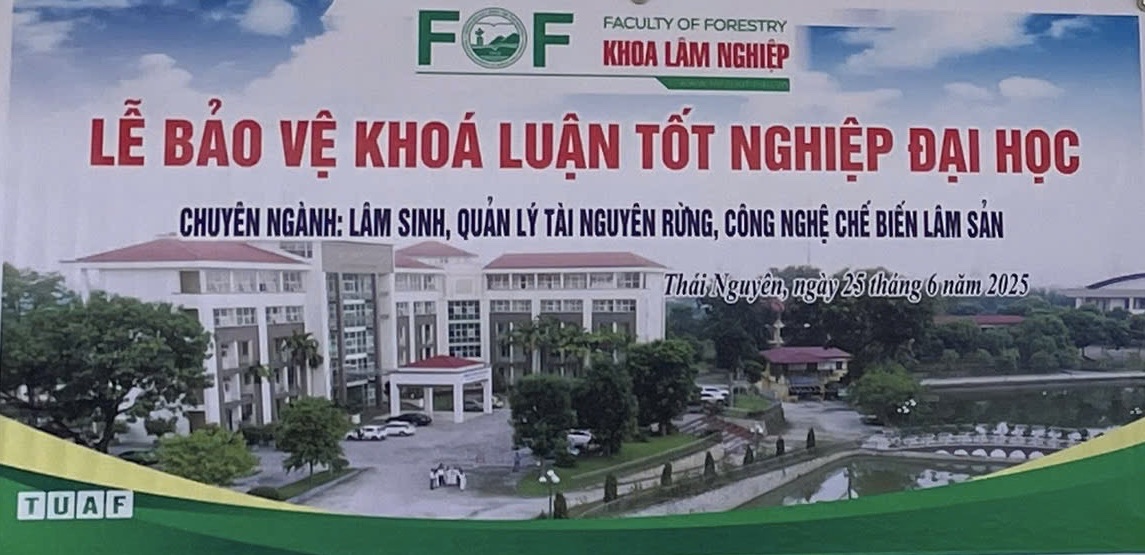 FOF
FACULTY OF FORESTRY
KHOA LÂM NGHIỆP
LỄ BẢO VỆ KHOÁ LUẬN TỐT NGHIỆP ĐẠI HỌC
CHUYÊN NGÀNH: LÂM SINH, QUẢN LÝ TÀI NGUYÊN RỪNG, CÔNG NGHỆ CHẾ BIẾN LÂM SẢN
Thái Nguyên, ngày 25 tháng 6 năm 2025
TUAF